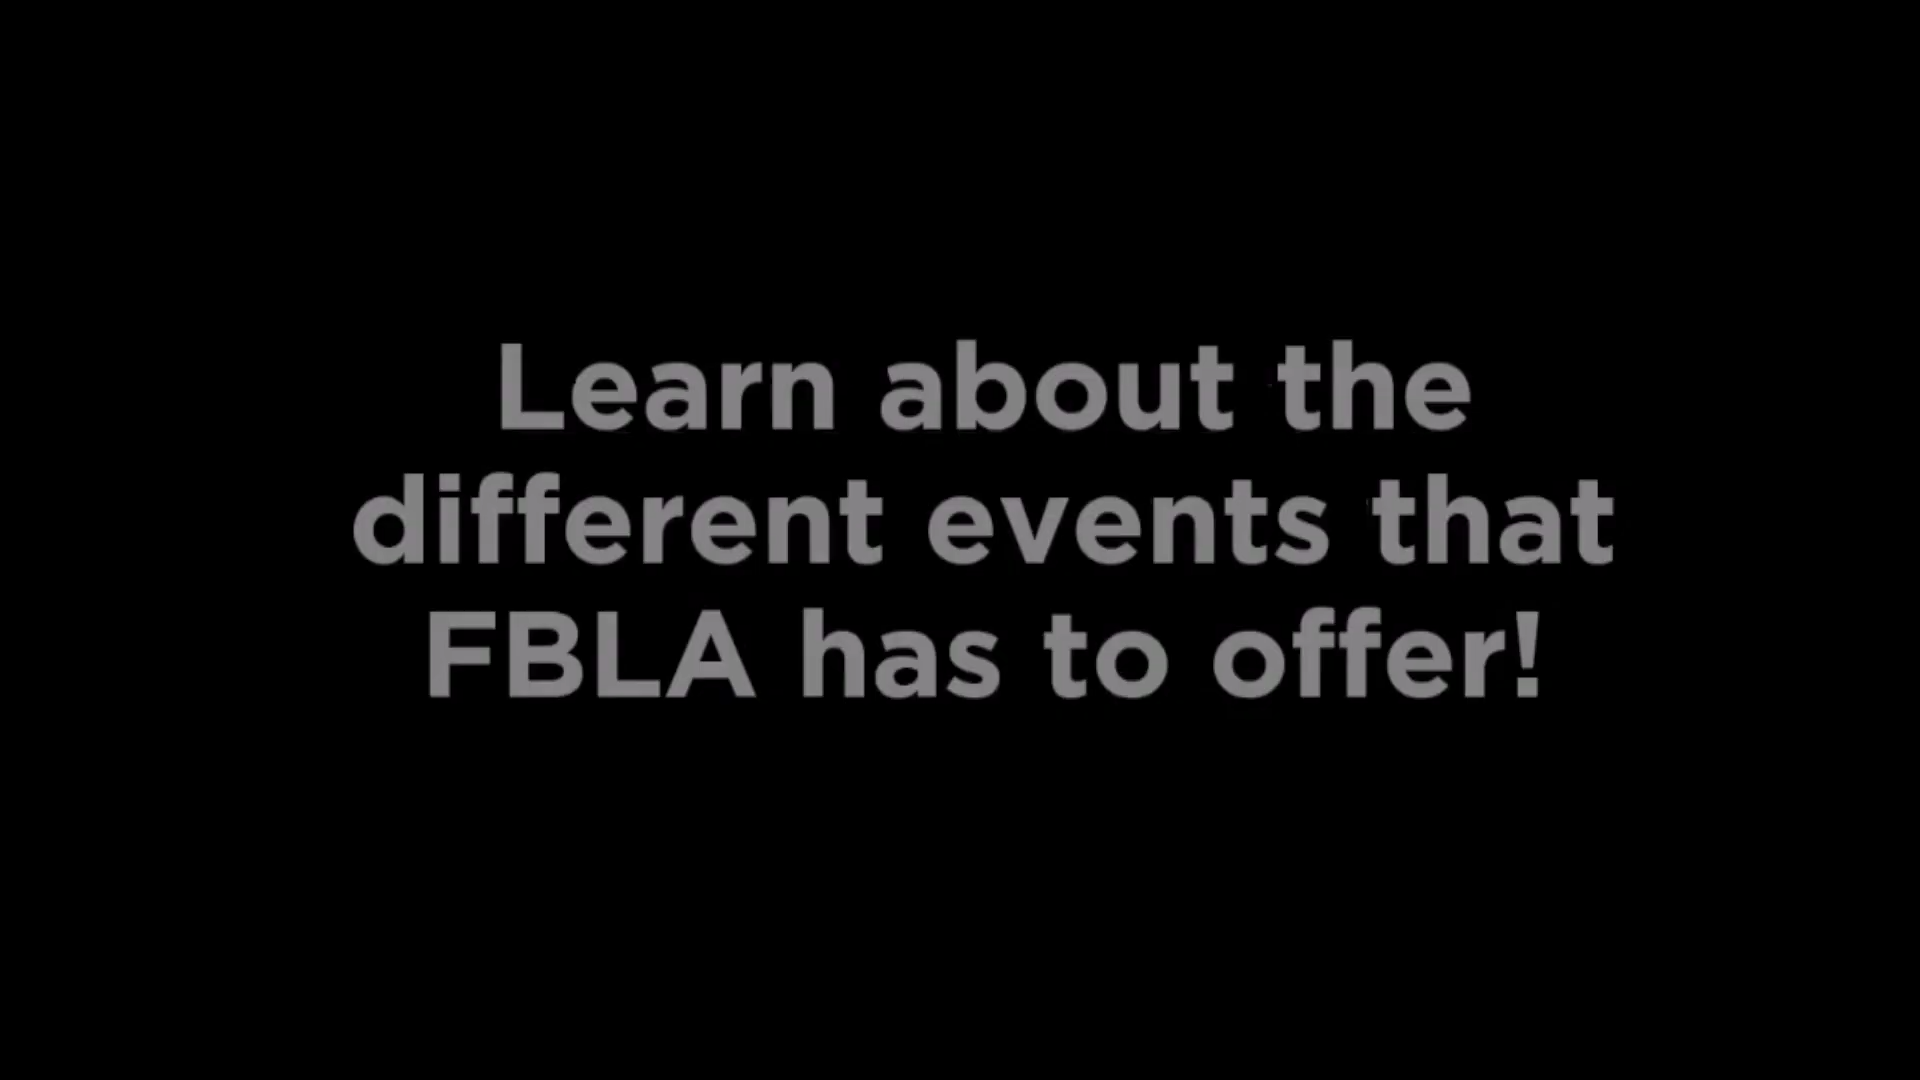 Learn about the
different events that
FBLA has to offer!